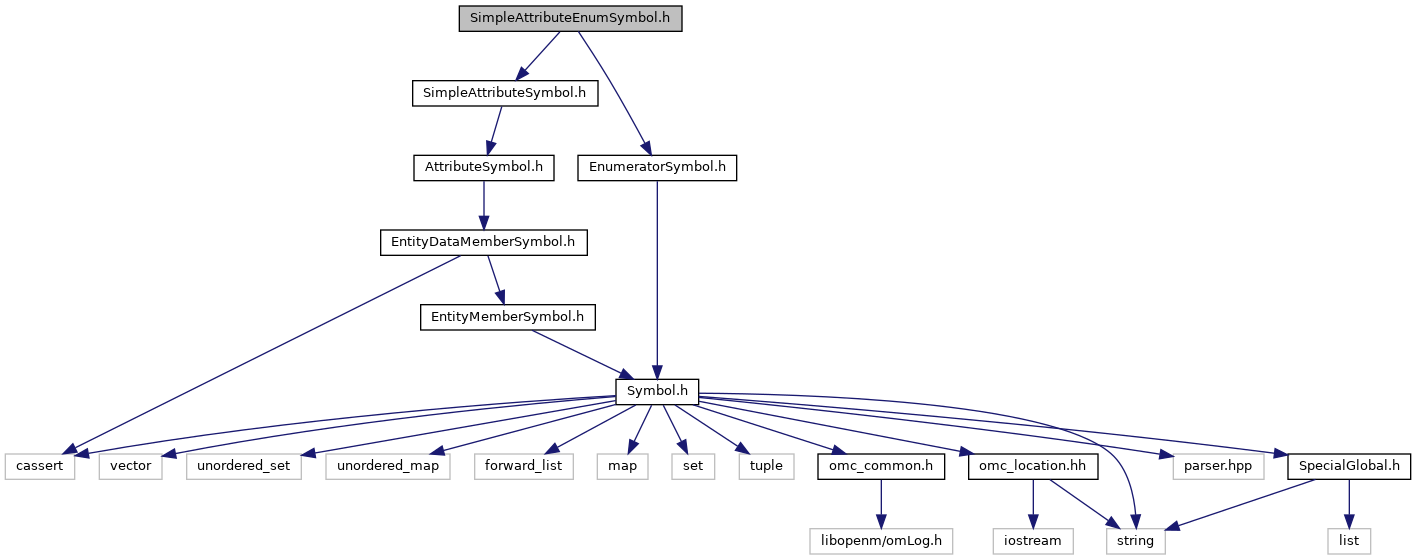 SimpleAttributeEnumSymbol.h
SimpleAttributeSymbol.h
AttributeSymbol.h
EnumeratorSymbol.h
EntityDataMemberSymbol.h
EntityMemberSymbol.h
Symbol.h
cassert
vector
unordered_set
unordered_map
forward_list
map
set
tuple
omc_common.h
omc_location.hh
parser.hpp
SpecialGlobal.h
libopenm/omLog.h
iostream
string
list